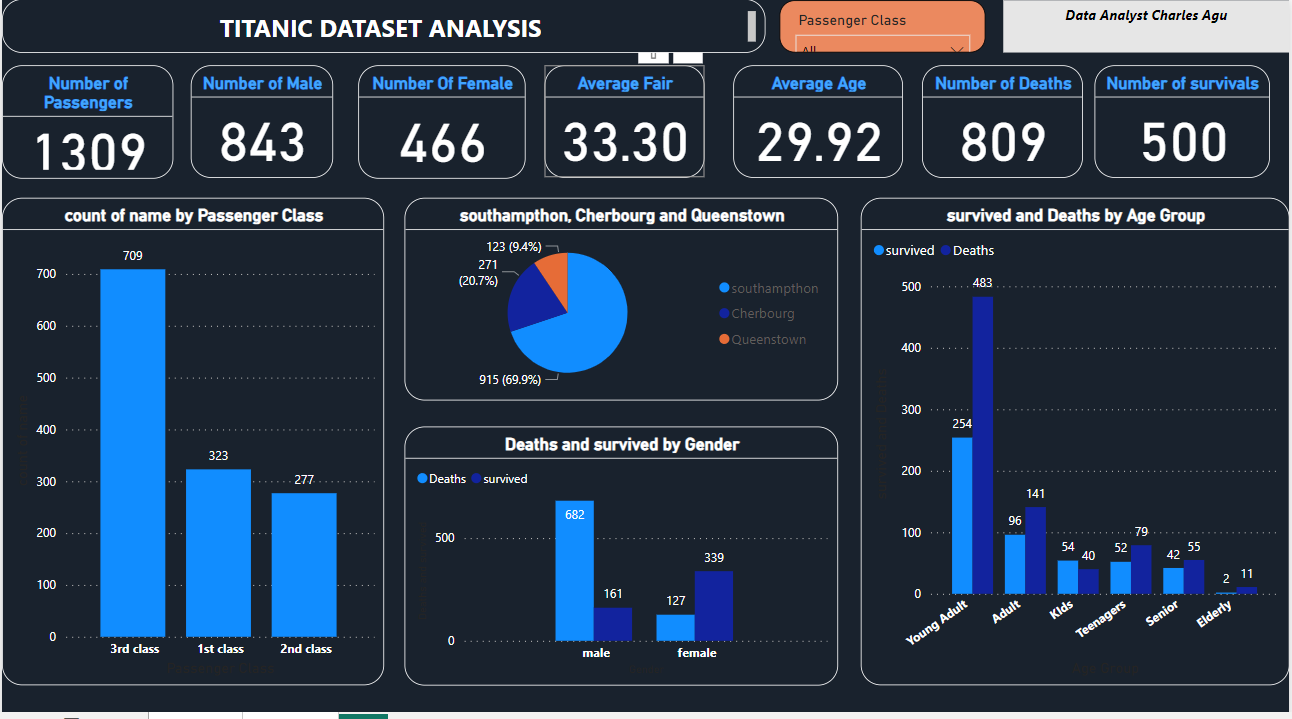 TITANIC DATASET ANALYSIS
Passenger Class
All
Data Analyst Charles Agu
Number of
Passengers
1309
Number of Male
843
Number Of Female
466
Average Fair
33.30
Average Age
29.92
Number of Deaths
809
Number of survivals
500
count of name by Passenger Class
709
323
277
700
600
500
400
300
200
100
0
3rd class
1st class
2nd class
southampthon, Cherbourg and Queenstown
123 (9.4%)
271
(20.7%)
915 (69.9%)
southampthon
Cherbourg
Queenstown
Deaths and survived by Gender
Deaths
survived
500
0
682
161
127
339
male
female
survived and Deaths by Age Group
survived
Deaths
500
400
300
200
100
0
254
483
96
141
54
40
52
79
42
55
2
11
Young Adult
Adult
KIds
Teenagers
Senior
Elderly